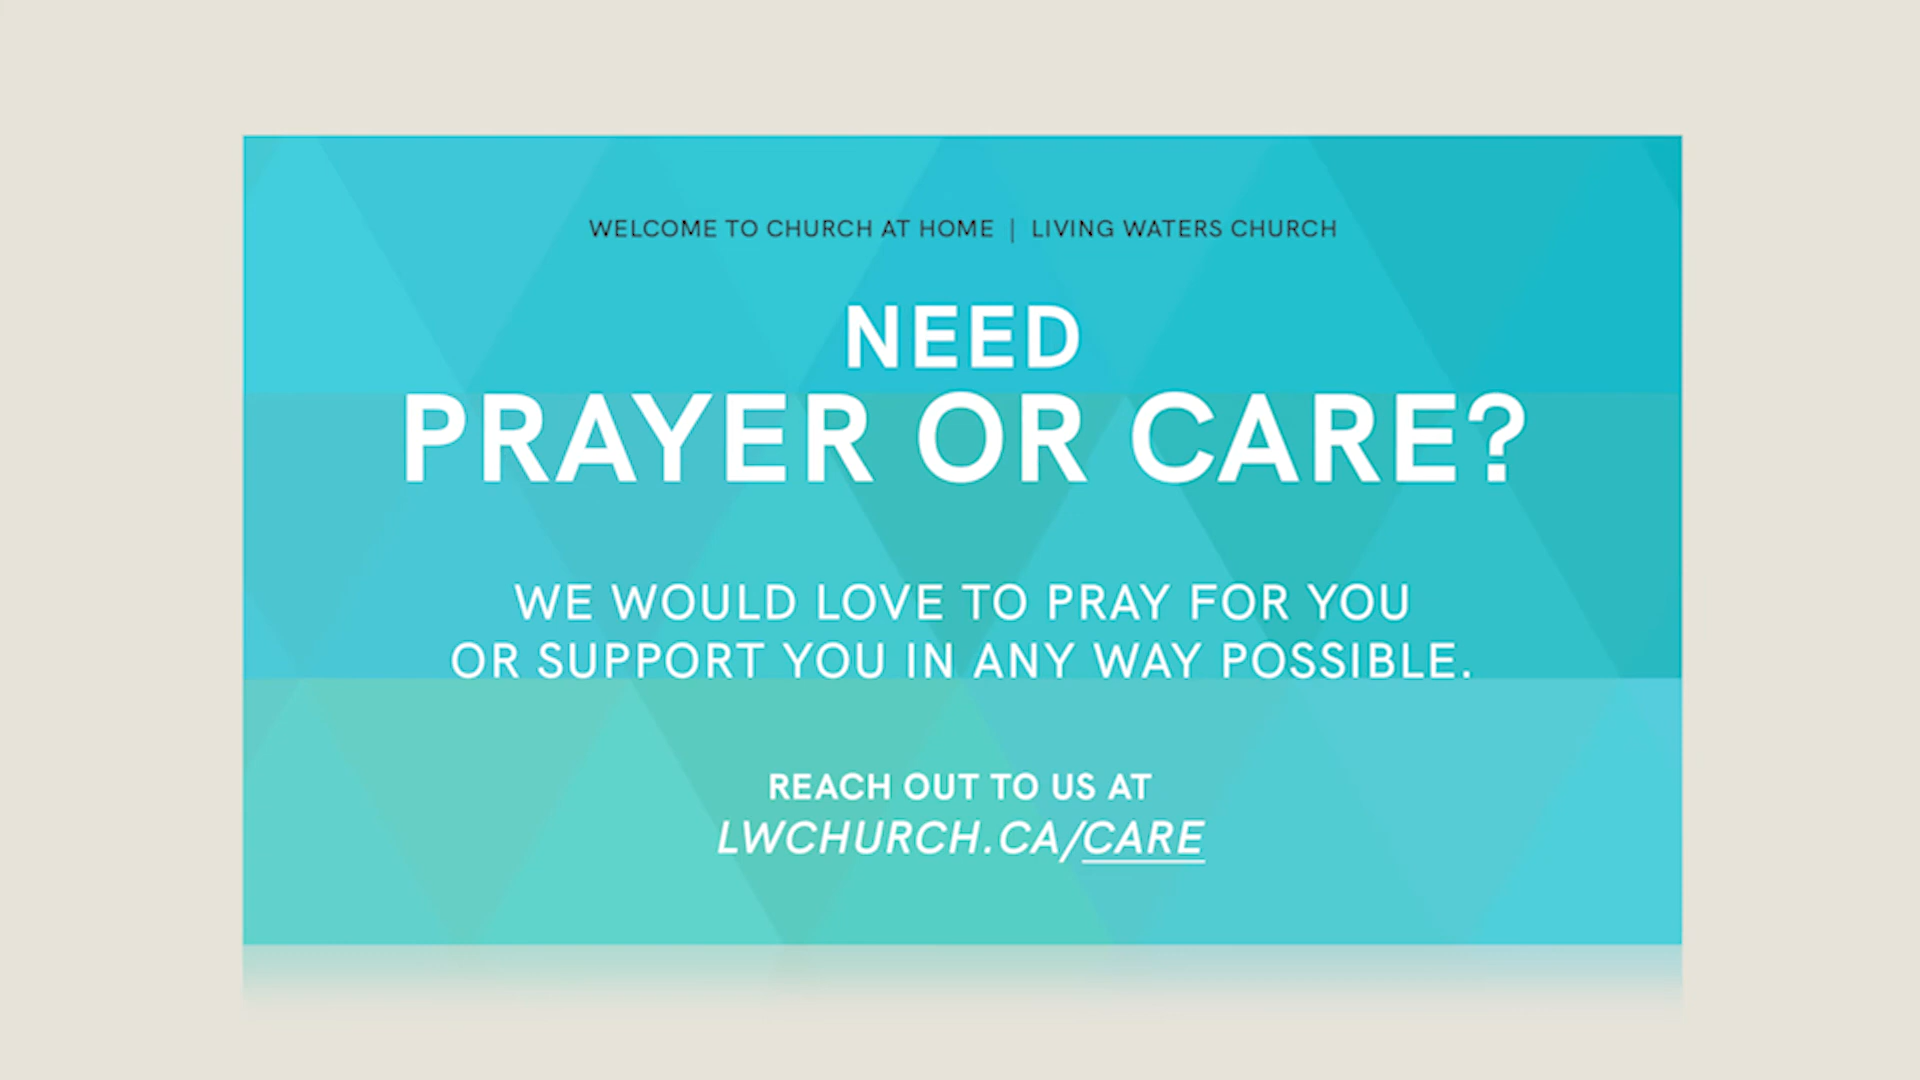 WELCOME TO CHURCH AT HOME | LIVING WATERS CHURCH
NEED
PRAYER OR CARE?
WE WOULD LOVE TO PRAY FOR YOU
OR SUPPORT YOU IN ANY WAY POSSIBLE.
REACH OUT TO US AT
LWCHURCH.CA/CARE